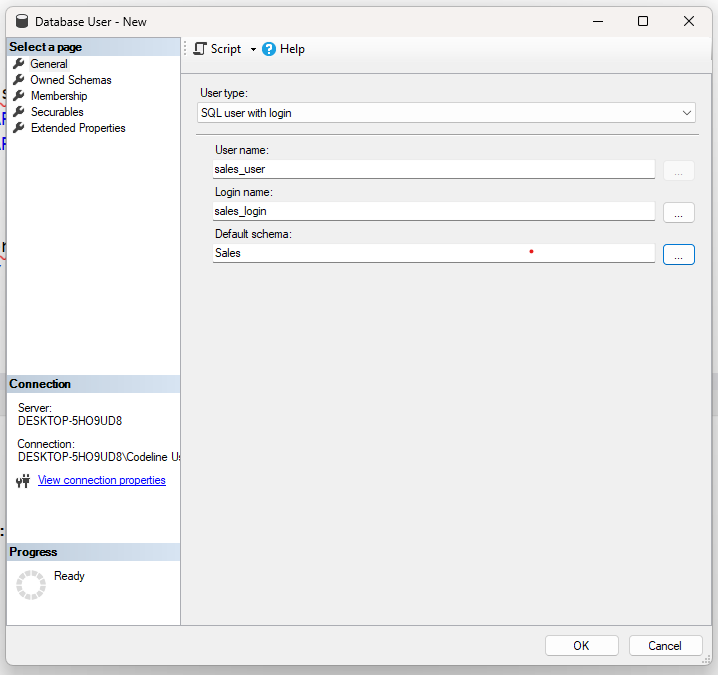 Database User - New
Select a page
General
Owned Schemas
Membership
Securables
Extended Properties
Script
Help
User type:
SQL user with login
User name:
sales_user
...
Login name:
sales_login
...
Default schema:
Sales
...
Connection
Server:
DESKTOP-5HO9UD8
Connection:
DESKTOP-5HO9UD8\Codeline Us
View connection properties
Progress
Ready
OK
Cancel